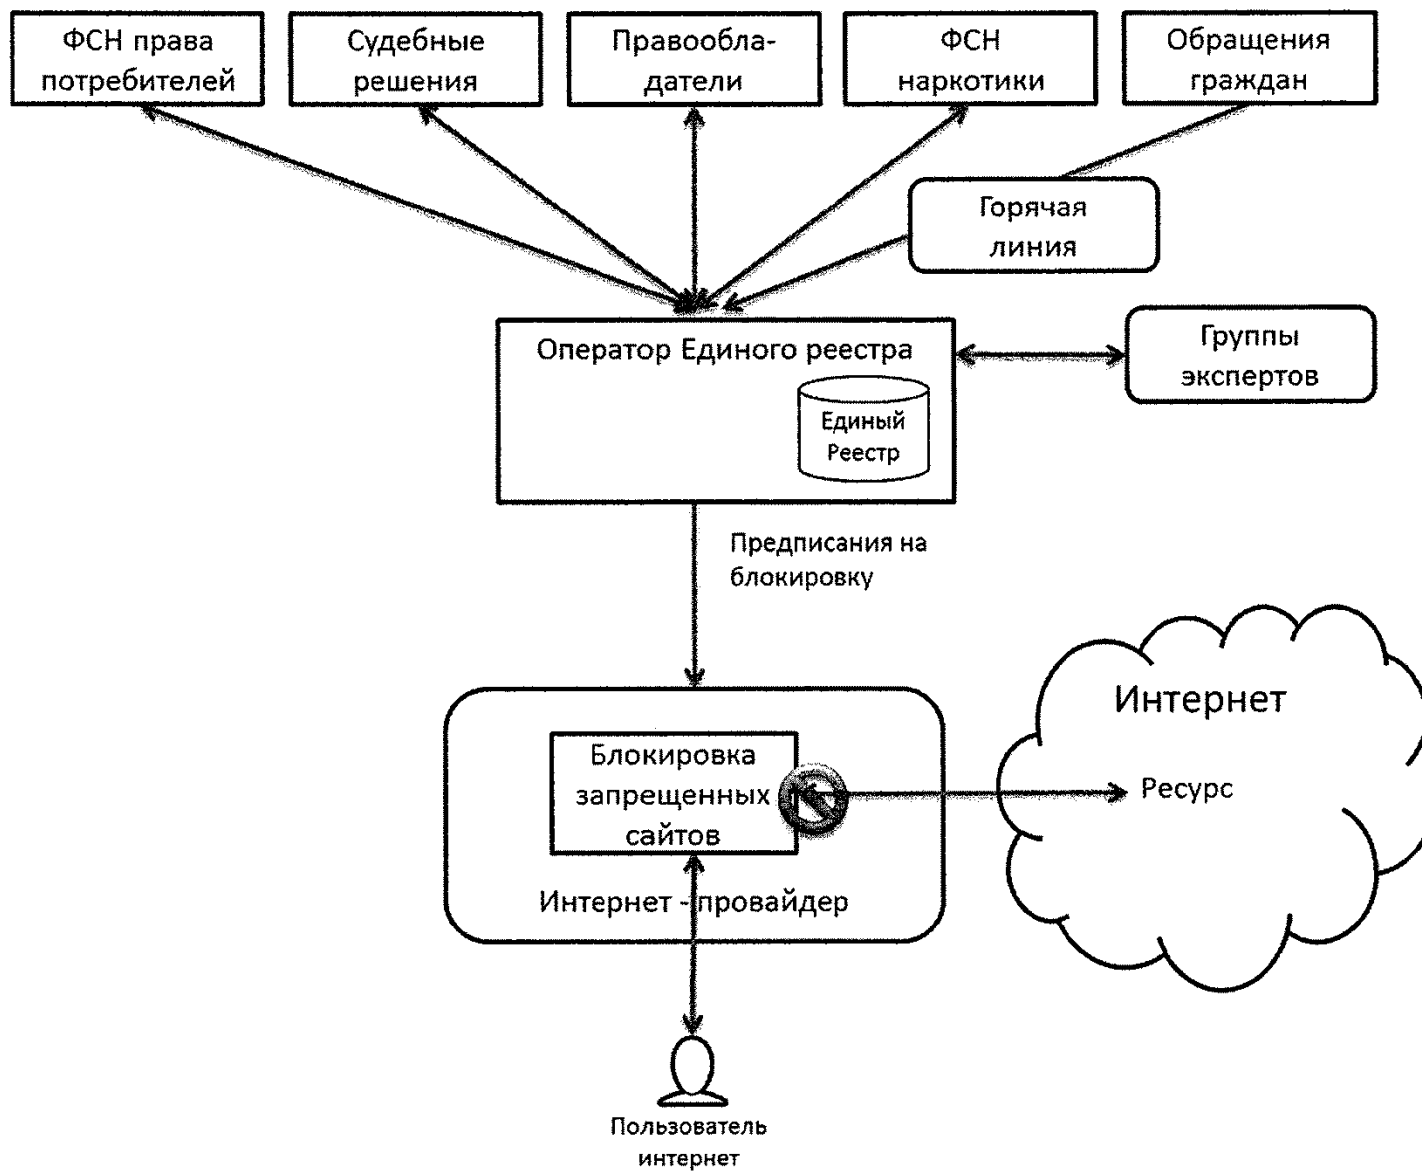 ФСН права
потребителей
Судебные
решения
Правообла-
датели
ФСН
наркотики
Обращения
граждан
Горячая
линия
Оператор Единого реестра
Группы
экспертов
Единый
Реестр
Предписания на
блокировку
Интернет
Ресурс
Блокировка
запрещенных
сайтов
Интернет - провайдер
Пользователь
интернет